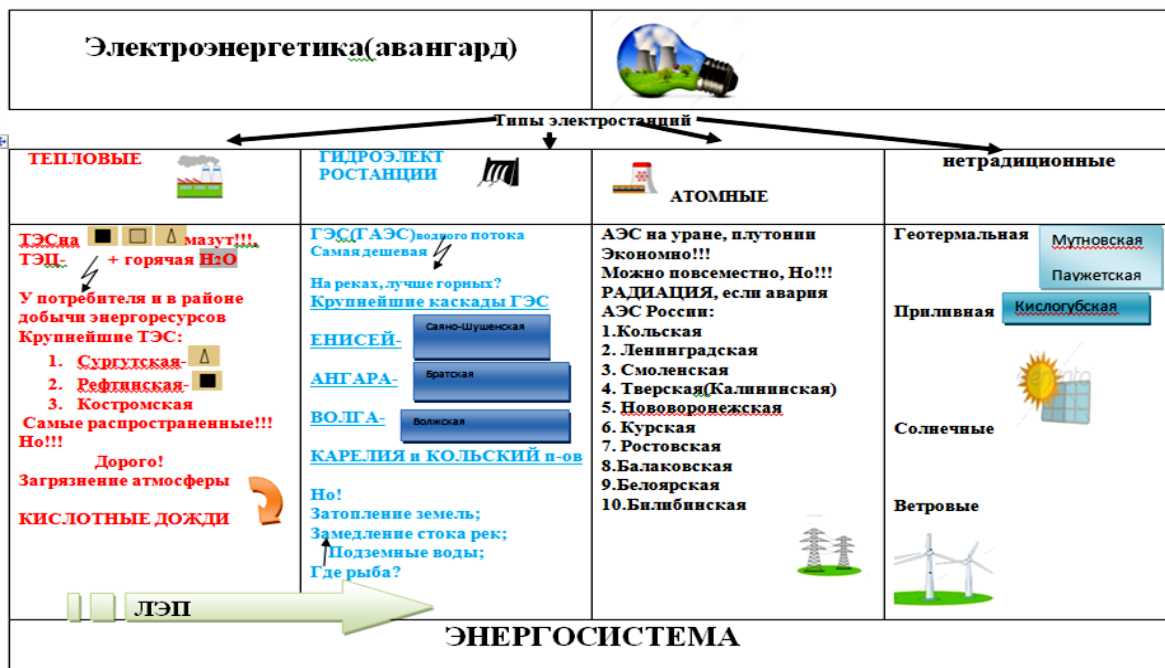 Электроэнергетика(авангард)
Типы электростанций
ТЕПЛОВЫЕ
ТЭСна мазут!!!,
ТЭЦ- + горячая H2O
У потребителя и в районе
добычи энергоресурсов
Крупнейшие ТЭС:
1. Сургутская-
2. Рефтинская-
3. Костромская
Самые распространенные!!!
Но!!!
Дорого!
Загрязнение атмосферы
КИСЛОТНЫЕ ДОЖДИ
ГИДРОЭЛЕКТ
РОСТАНЦИИ
ГЭС(ГАЭС)водного потока
Самая дешевая
На реках, лучше горных?
Крупнейшие каскады ГЭС
ЕНИСЕЙ- Саяно-Шушенская
АНГАРА- Братская
ВОЛГА- Волжская
КАРЕЛИЯ и КОЛЬСКИЙ п-ов
Но!
Затопление земель;
Замедление стока рек;
Подземные воды;
Где рыба?
АТОМНЫЕ
АЭС на уране, плутонии
Экономно!!!
Можно повсеместно, Но!!!
РАДИАЦИЯ, если авария
АЭС России:
1.Кольская
2. Ленинградская
3. Смоленская
4. Тверская(Калининская)
5. Нововоронежская
6. Курская
7. Ростовская
8.Балаковская
9.Белоярская
10.Билибинская
нетрадиционные
Геотермальная Мутновская
Паужетская
Приливная Кислогубская
Солнечные
Ветровые
ЛЭП
ЭНЕРГОСИСТЕМА